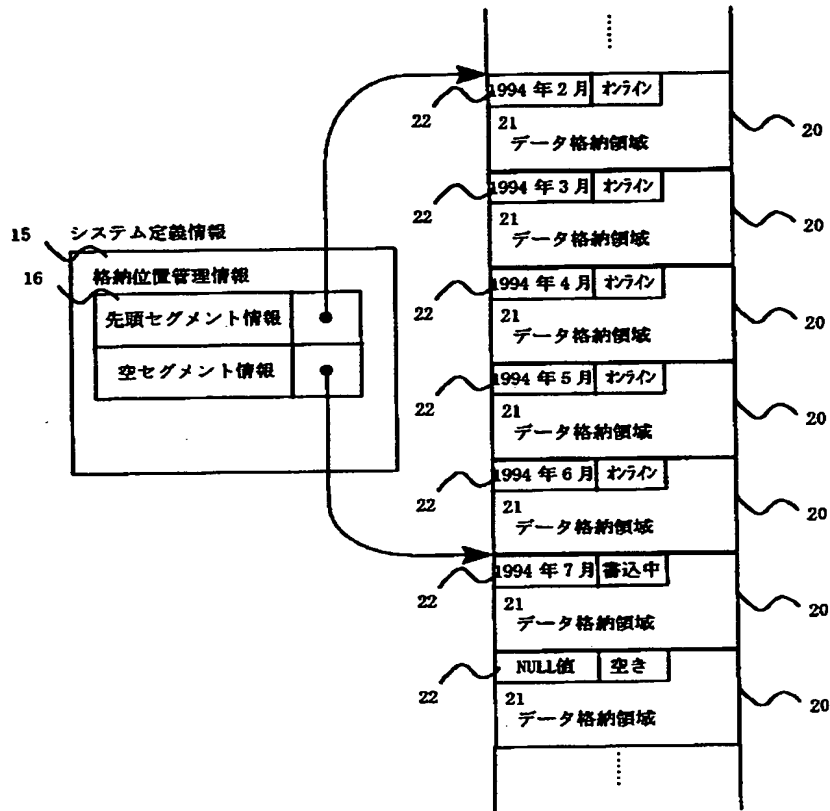 1994年2月 オンライン
22
21
データ格納領域
20
1994年3月 オンライン
22
21
データ格納領域
20
15 システム定義情報
16 格納位置管理情報
先頭セグメント情報
空セグメント情報
1994年4月 オンライン
22
21
データ格納領域
20
1994年5月 オンライン
22
21
データ格納領域
20
1994年6月 オンライン
22
21
データ格納領域
20
1994年7月 書込中
22
21
データ格納領域
20
NULL値 空き
22
21
データ格納領域
20